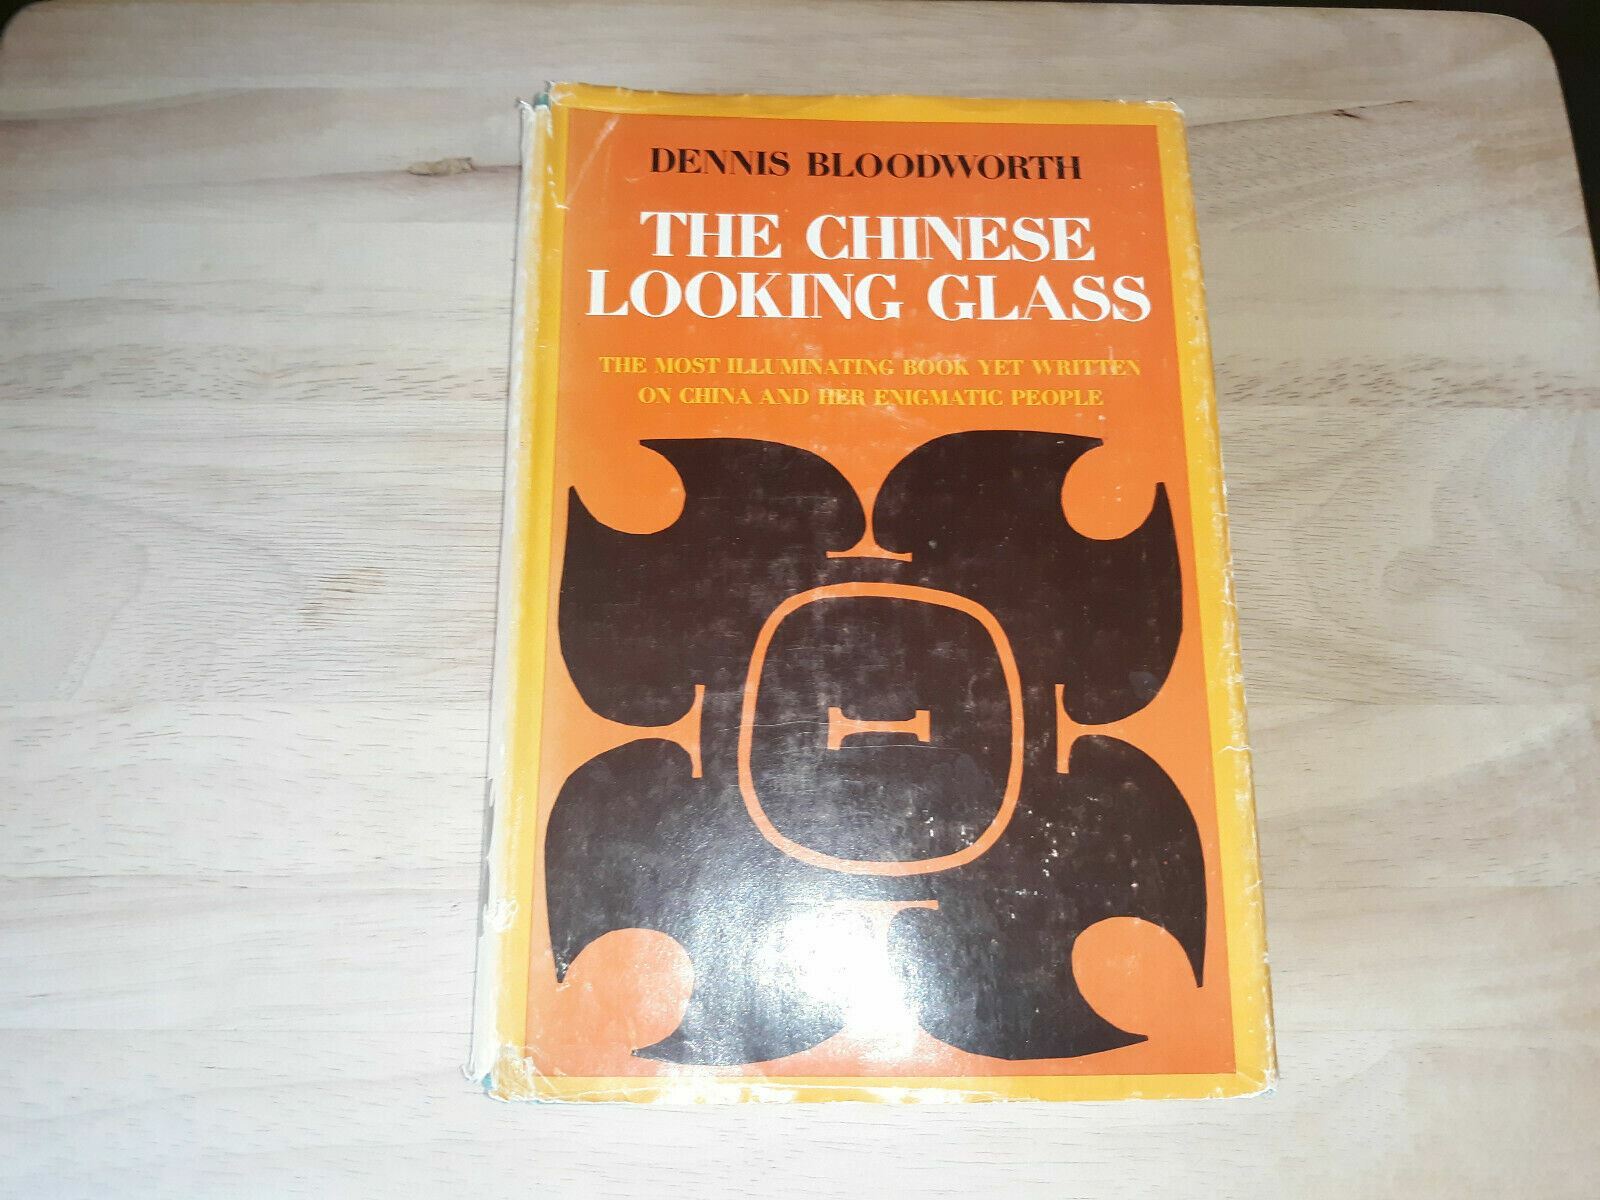 DENNIS BLOODWORTH
THE CHINESE
LOOKING GLASS
THE MOST ILLUMINATING BOOK YET WRITTEN
ON CHINA AND HER ENIGMATIC PEOPLE